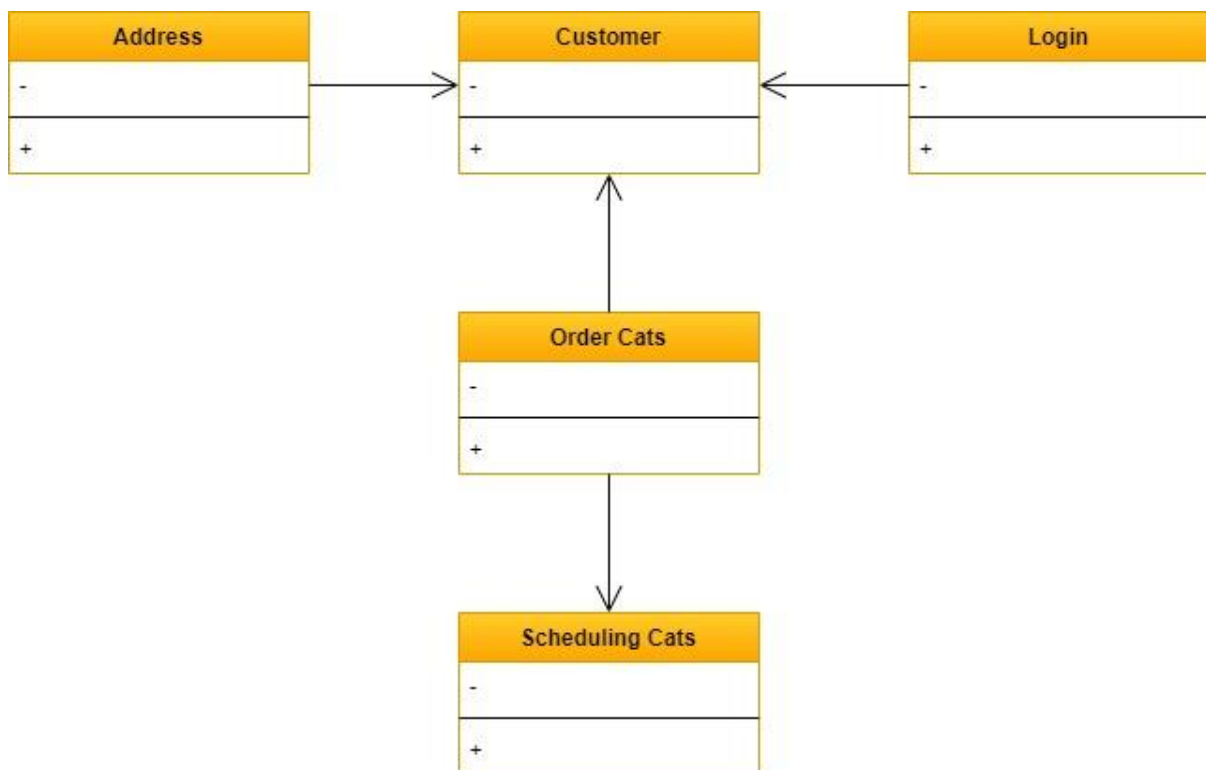 Address
-
+
Customer
-
+
Login
-
+
Order Cats
-
+
Scheduling Cats
-
+